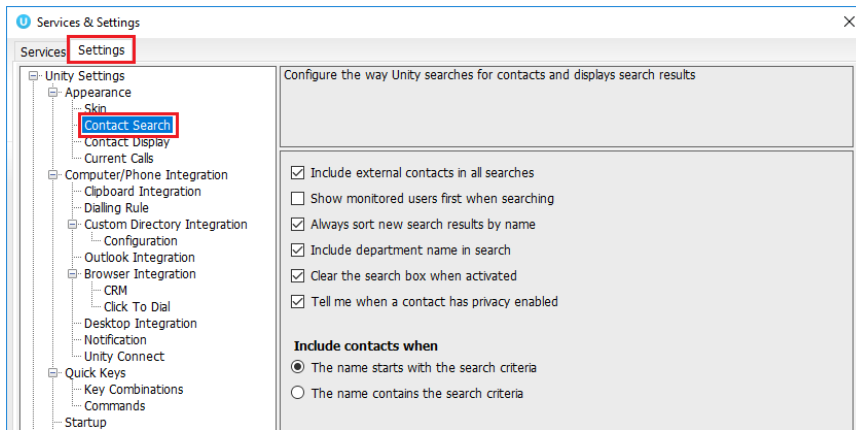 Services & Settings
Services
Settings
Unity Settings
Appearance
Skin
Contact Search
Contact Display
Current Calls
Computer/Phone Integration
Clipboard Integration
Dialling Rule
Custom Directory Integration
Configuration
Outlook Integration
Browser Integration
CRM
Click To Dial
Desktop Integration
Notification
Unity Connect
Quick Keys
Key Combinations
Commands
Startup
Configure the way Unity searches for contacts and displays search results
Include external contacts in all searches
Show monitored users first when searching
Always sort new search results by name
Include department name in search
Clear the search box when activated
Tell me when a contact has privacy enabled
Include contacts when
The name starts with the search criteria
The name contains the search criteria